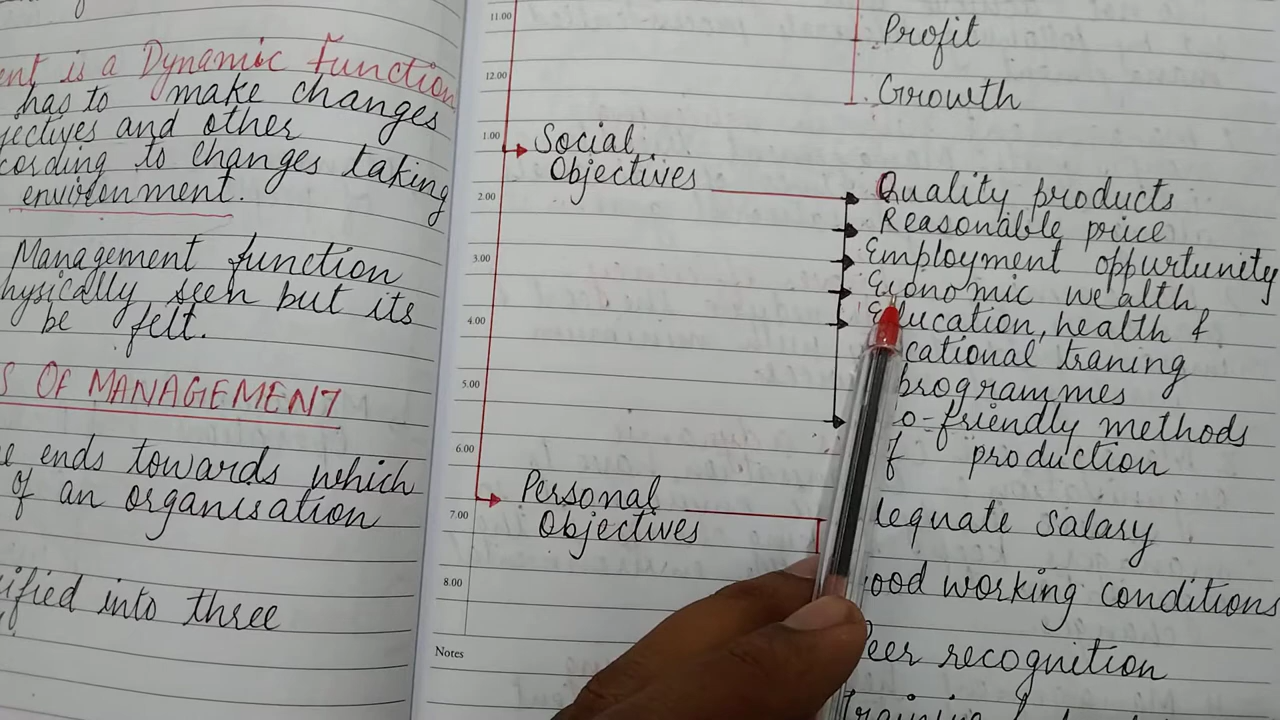 ent is a Dynamic Function
has to make changes
jectives and other
cording to changes taking
environment.
Management function
hysically seen but its
be felt.
S OF MANAGEMENT
e ends towards which
of an organisation
ified into three
11.00
12.00
1.00
2.00
3.00
4.00
5.00
6.00
7.00
8.00
Notes
Profit
Growth
Social
Objectives
Quality products
Reasonable price
Employment oppurtunity
Economic wealth
Education, health &
cational traning
programmes
o-friendly methods
f production
Personal
Objectives
dequate salary
ood working conditions
Peer recognition